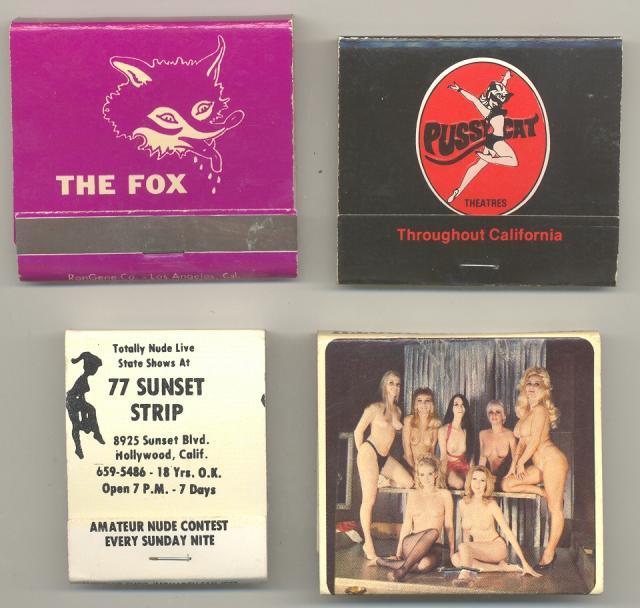 THE FOX
RonGene Co. - Los Angeles, Cal.
PUSSYCAT
THEATRES
Throughout California
Totally Nude Live
State Shows At
77 SUNSET
STRIP
8925 Sunset Blvd.
Hollywood, Calif.
659-5486 - 18 Yrs. O.K.
Open 7 P.M. - 7 Days
AMATEUR NUDE CONTEST
EVERY SUNDAY NITE